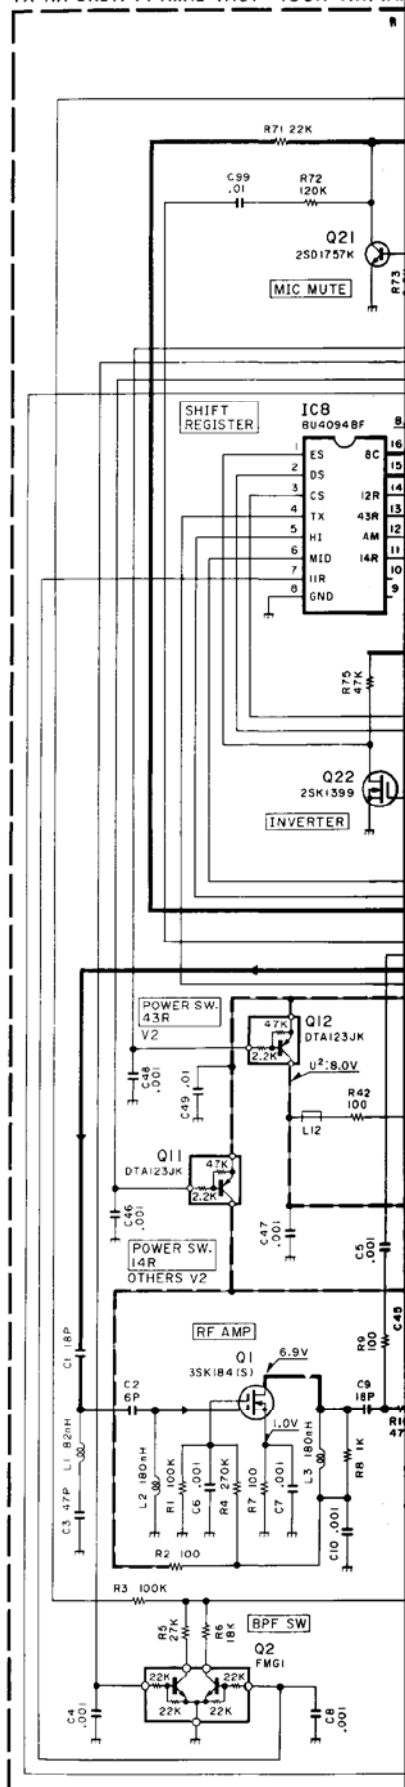 R71 22K
C99
.01
R72
120K
Q21
2SD1757K
MIC MUTE
R73
SHIFT
REGISTER
IC8
BU4094BF
8
1 ES 8C 16
2 DS 15
3 CS 12R 14
4 TX 43R 13
5 HI AM 12
6 MID 14R 11
7 11R 10
8 GND 9
R75
47K
Q22
2SK1399
INVERTER
POWER SW.
43R
V2
47K
Q12
DTA123JK
2.2K
U²:8.0V
C48
.001
C49 .01
R42
100
L12
Q11
DTA123JK
47K
2.2K
C46
.001
C47
.001
C5
.001
POWER SW.
14R
OTHERS V2
RF AMP
R9
100
C45
C1 18P
Q1
3SK184(S)
6.9V
C2
6P
C9
18P
1.0V
R10
47
L1 82nH
L2 180nH
R1 100K
C6 .001
R4 270K
R7 100
C7 .001
L3 180nH
R8 1K
C3 47P
C10 .001
R2 100
R3 100K
R5
27K
R6
18K
BPF SW
Q2
FMG1
22K
22K
22K
22K
C4
.001
C8
.001